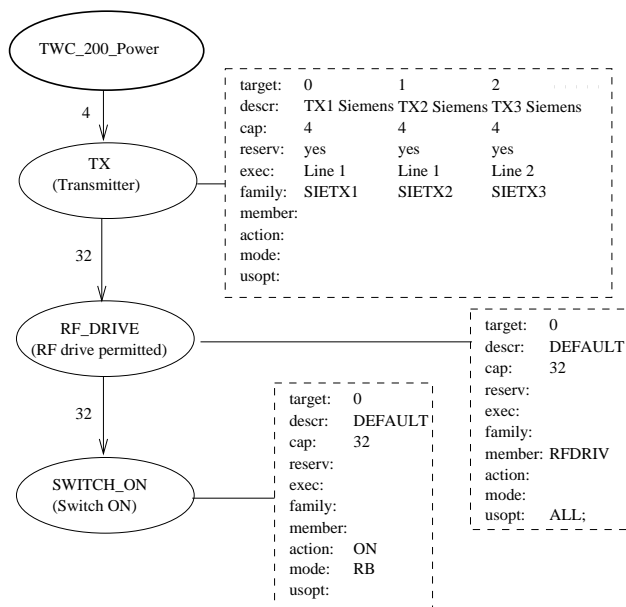 TWC_200_Power
4
TX
(Transmitter)
target: 0 1 2 . . . . .
descr: TX1 Siemens TX2 Siemens TX3 Siemens
cap: 4 4 4
reserv: yes yes yes
exec: Line 1 Line 1 Line 2
family: SIETX1 SIETX2 SIETX3
member:
action:
mode:
usopt:
32
RF_DRIVE
(RF drive permitted)
target: 0
descr: DEFAULT
cap: 32
reserv:
exec:
family:
member: RFDRIV
action:
mode:
usopt: ALL;
32
SWITCH_ON
(Switch ON)
target: 0
descr: DEFAULT
cap: 32
reserv:
exec:
family:
member:
action: ON
mode: RB
usopt: